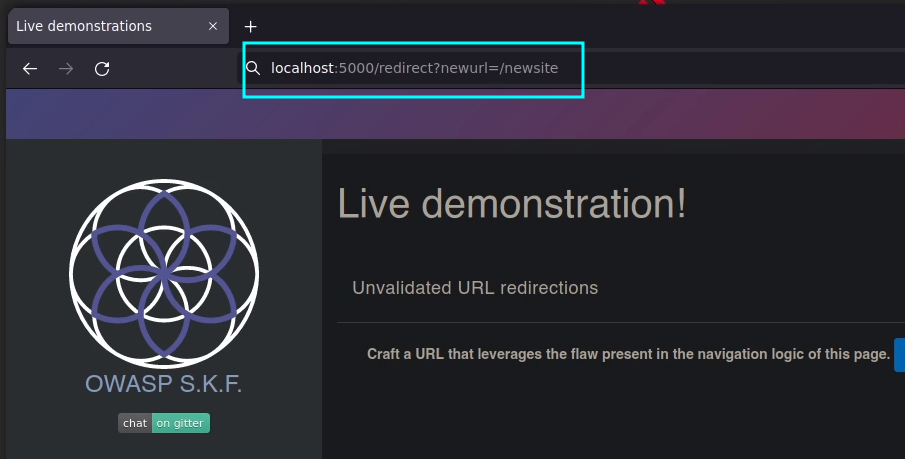 Live demonstrations
localhost:5000/redirect?newurl=/newsite
Live demonstration!
Unvalidated URL redirections
Craft a URL that leverages the flaw present in the navigation logic of this page.
OWASP S.K.F.
chat on gitter